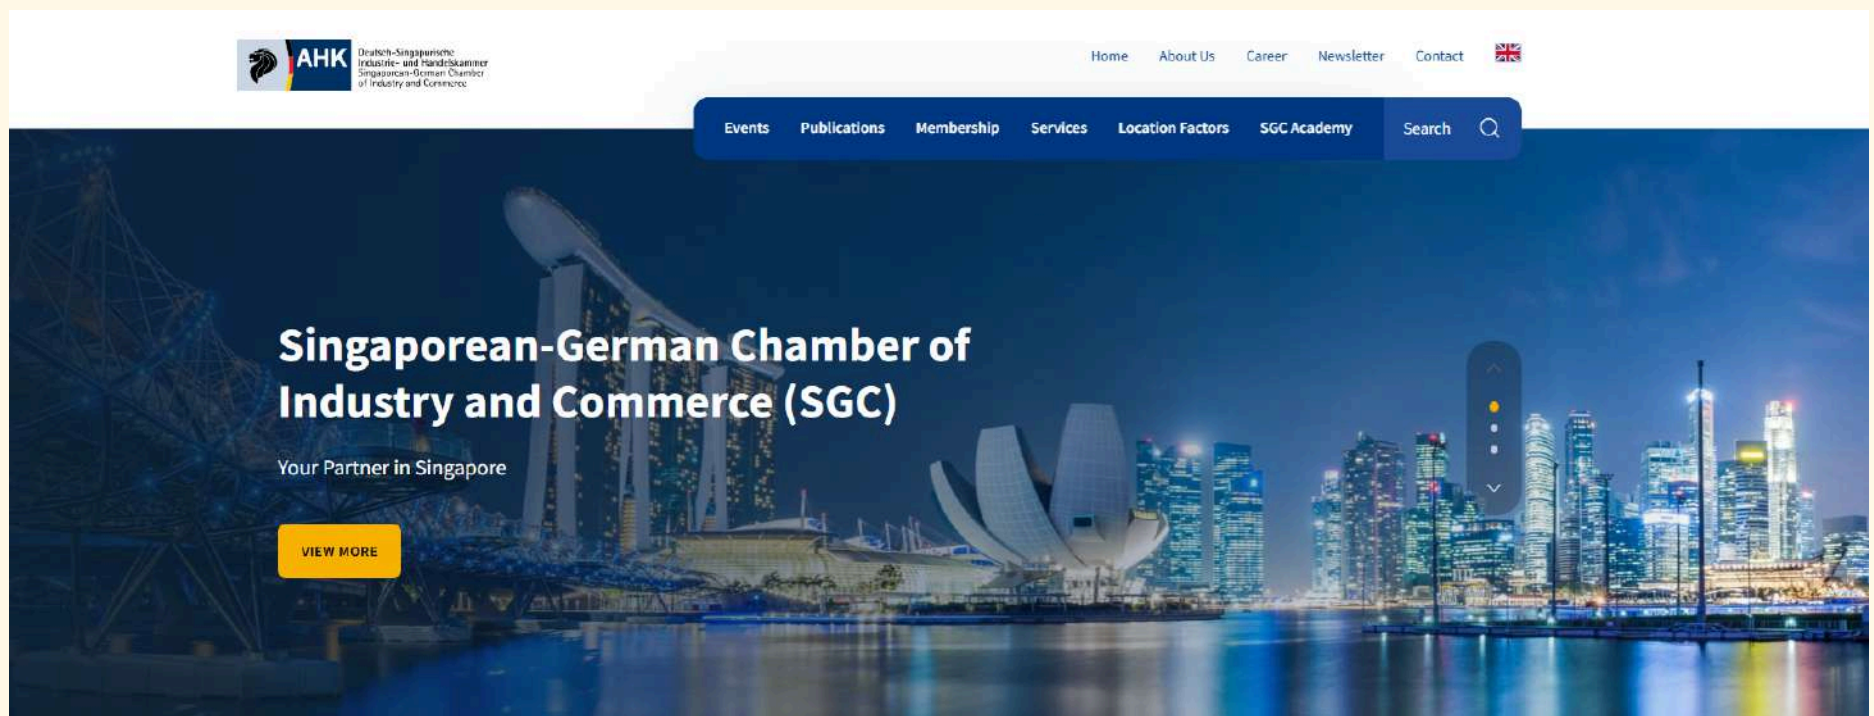 AHK
Deutsch-Singapurische
Industrie- und Handelskammer
Singaporean-German Chamber
of Industry and Commerce
Home About Us Career Newsletter Contact
Events Publications Membership Services Location Factors SGC Academy Search
Singaporean-German Chamber of
Industry and Commerce (SGC)
Your Partner in Singapore
VIEW MORE